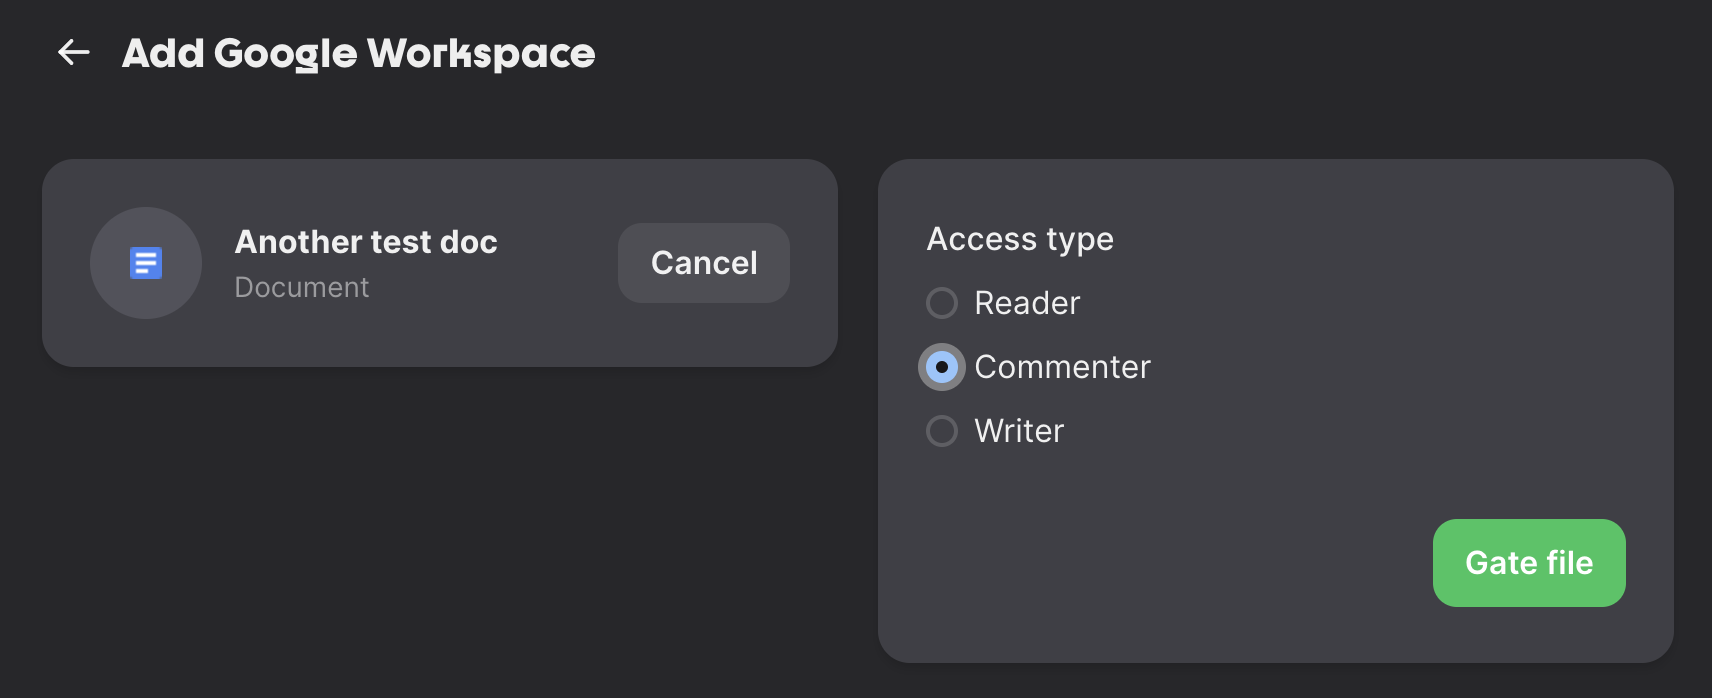 Add Google Workspace
Another test doc
Document
Cancel
Access type
Reader
Commenter
Writer
Gate file